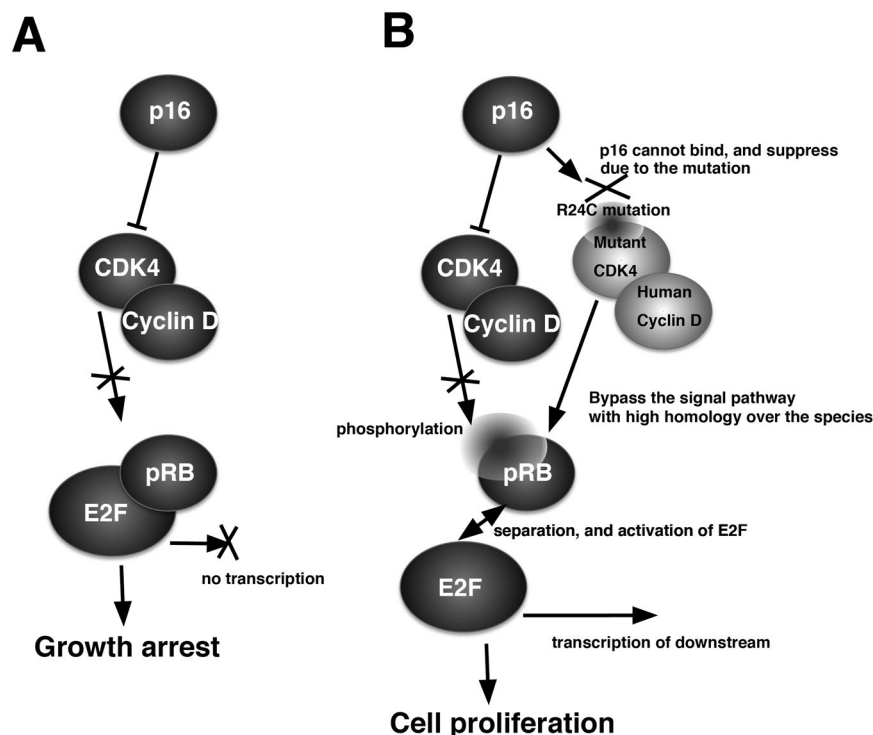 A
p16
CDK4
Cyclin D
pRB
E2F
no transcription
Growth arrest
B
p16
p16 cannot bind, and suppress
due to the mutation
R24C mutation
Mutant
CDK4
Human
Cyclin D
CDK4
Cyclin D
Bypass the signal pathway
with high homology over the species
phosphorylation
pRB
separation, and activation of E2F
E2F
transcription of downstream
Cell proliferation